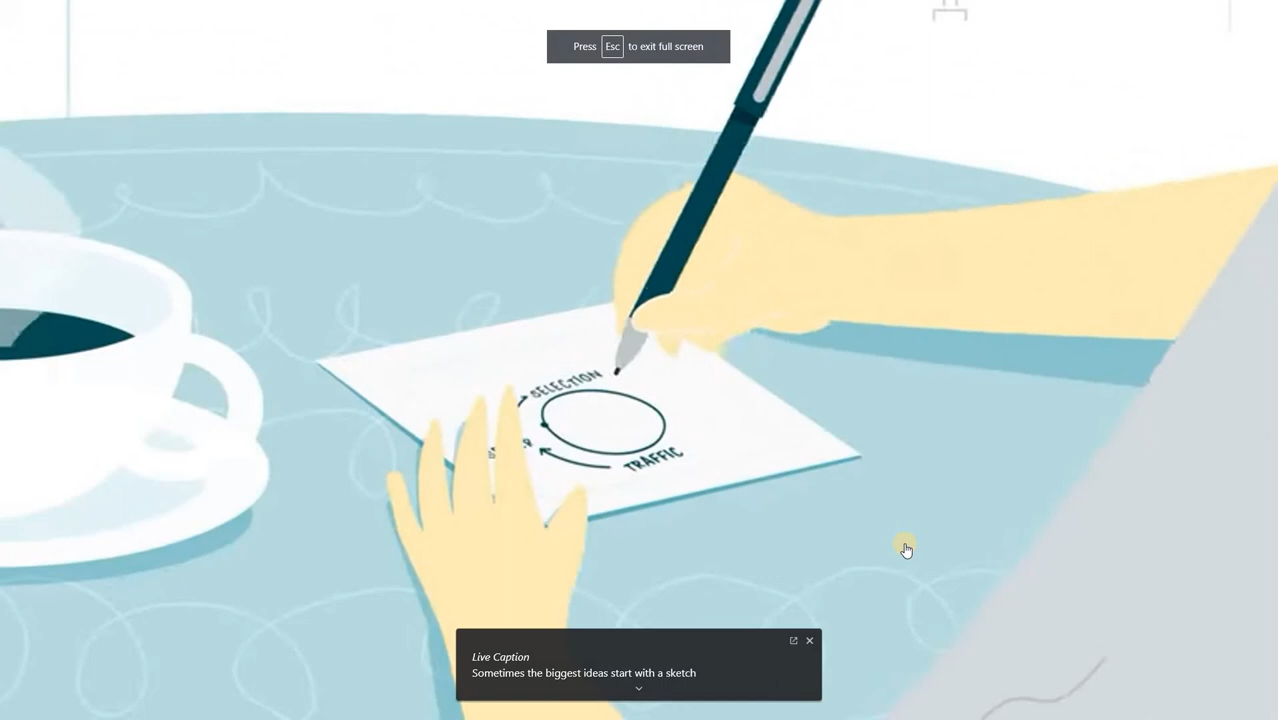 Press Esc to exit full screen
SELECTION
TRAFFIC
Live Caption
Sometimes the biggest ideas start with a sketch